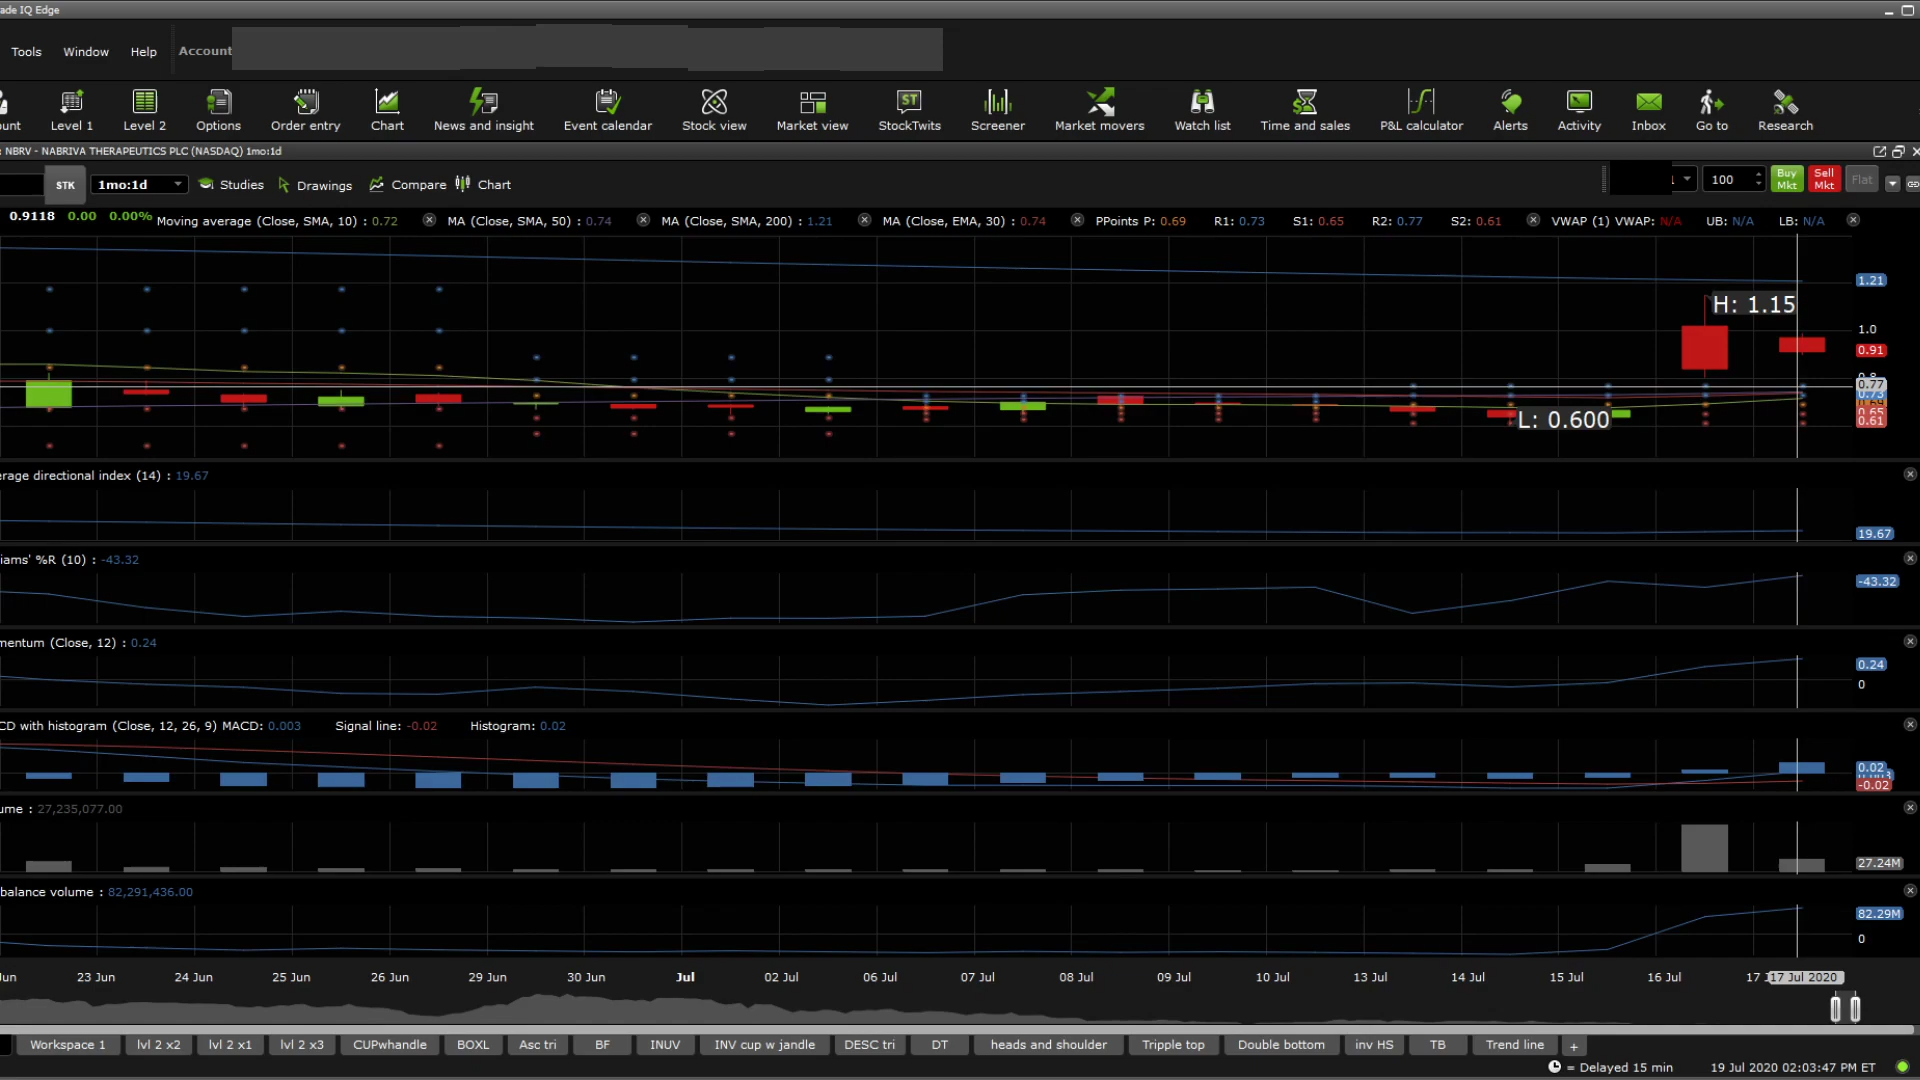 ade IQ Edge
Tools Window Help Account
ount Level 1 Level 2 Options Order entry Chart News and insight Event calendar Stock view Market view StockTwits Screener Market movers Watch list Time and sales P&L calculator Alerts Activity Inbox Go to Research
: NBRV - NABRIVA THERAPEUTICS PLC (NASDAQ) 1mo:1d
STK 1mo:1d Studies Drawings Compare Chart 1 100 Buy Mkt Sell Mkt Flat
0.9118 0.00 0.00% Moving average (Close, SMA, 10) : 0.72 MA (Close, SMA, 50) : 0.74 MA (Close, SMA, 200) : 1.21 MA (Close, EMA, 30) : 0.74 PPoints P: 0.69 R1: 0.73 S1: 0.65 R2: 0.77 S2: 0.61 VWAP (1) VWAP: N/A UB: N/A LB: N/A
1.21
H: 1.15
1.0
0.91
0.77
0.73
L: 0.600
0.65
0.61
erage directional index (14) : 19.67
19.67
iams' %R (10) : -43.32
-43.32
mentum (Close, 12) : 0.24
0.24
0
CD with histogram (Close, 12, 26, 9) MACD: 0.003 Signal line: -0.02 Histogram: 0.02
0.02
-0.02
ume : 27,235,077.00
27.24M
balance volume : 82,291,436.00
82.29M
0
un 23 Jun 24 Jun 25 Jun 26 Jun 29 Jun 30 Jun Jul 02 Jul 06 Jul 07 Jul 08 Jul 09 Jul 10 Jul 13 Jul 14 Jul 15 Jul 16 Jul 17 J 17 Jul 2020
Workspace 1 lvl 2 x2 lvl 2 x1 lvl 2 x3 CUPwhandle BOXL Asc tri BF INUV INV cup w jandle DESC tri DT heads and shoulder Tripple top Double bottom inv HS TB Trend line +
= Delayed 15 min 19 Jul 2020 02:03:47 PM ET